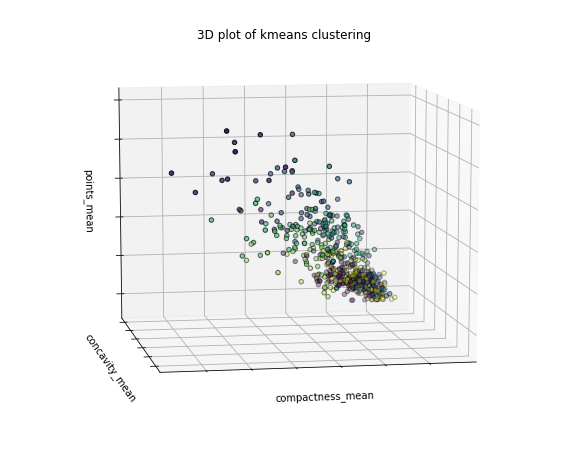 3D plot of kmeans clustering
points_mean
concavity_mean
compactness_mean